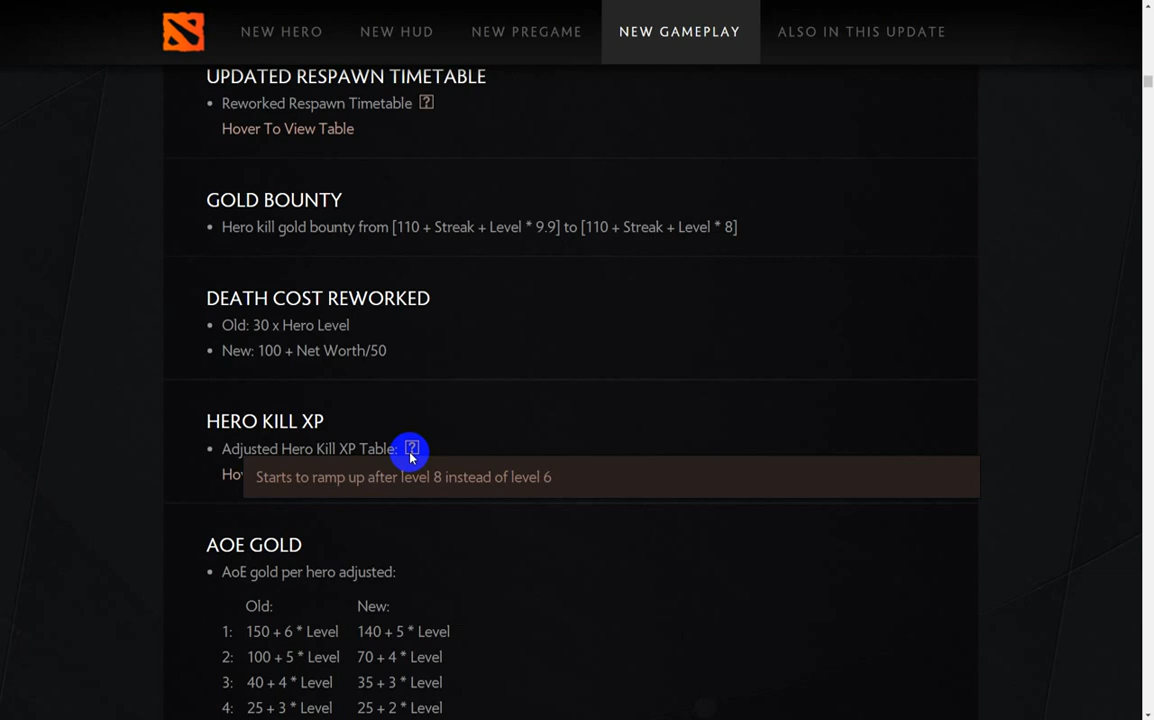 NEW HERO NEW HUD NEW PREGAME NEW GAMEPLAY ALSO IN THIS UPDATE
UPDATED RESPAWN TIMETABLE
• Reworked Respawn Timetable [?]
Hover To View Table
GOLD BOUNTY
• Hero kill gold bounty from [110 + Streak + Level * 9.9] to [110 + Streak + Level * 8]
DEATH COST REWORKED
• Old: 30 x Hero Level
• New: 100 + Net Worth/50
HERO KILL XP
• Adjusted Hero Kill XP Table: [?]
Starts to ramp up after level 8 instead of level 6
AOE GOLD
• AoE gold per hero adjusted:
Old: New:
1: 150 + 6 * Level 140 + 5 * Level
2: 100 + 5 * Level 70 + 4 * Level
3: 40 + 4 * Level 35 + 3 * Level
4: 25 + 3 * Level 25 + 2 * Level